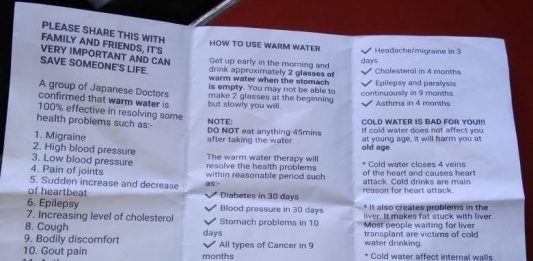 PLEASE SHARE THIS WITH
FAMILY AND FRIENDS, IT'S
VERY IMPORTANT AND CAN
SAVE SOMEONE'S LIFE.
A group of Japanese Doctors
confirmed that warm water is
100% effective in resolving some
health problems such as:-
1. Migraine
2. High blood pressure
3. Low blood pressure
4. Pain of joints
5. Sudden increase and decrease
of heartbeat
6. Epilepsy
7. Increasing level of cholesterol
8. Cough
9. Bodily discomfort
10. Gout pain
HOW TO USE WARM WATER
Get up early in the morning and
drink approximately 2 glasses of
warm water when the stomach
is empty. You may not be able to
make 2 glasses at the beginning
but slowly you will.
NOTE:
DO NOT eat anything 45mins
after taking the water.
The warm water therapy will
resolve the health problems
within reasonable period such
as:-
✓ Diabetes in 30 days
✓ Blood pressure in 30 days
✓ Stomach problems in 10
days
✓ All types of Cancer in 9
months
✓ Headache/migraine in 3
days
✓ Cholesterol in 4 months
✓ Epilepsy and paralysis
continuously in 9 months
✓ Asthma in 4 months
COLD WATER IS BAD FOR YOU!!!
If cold water does not affect you
at young age, it will harm you at
old age.
* Cold water closes 4 veins
of the heart and causes heart
attack. Cold drinks are main
reason for heart attack.
* It also creates problems in the
liver. It makes fat stuck with liver.
Most people waiting for liver
transplant are victims of cold
water drinking.
* Cold water affect internal walls